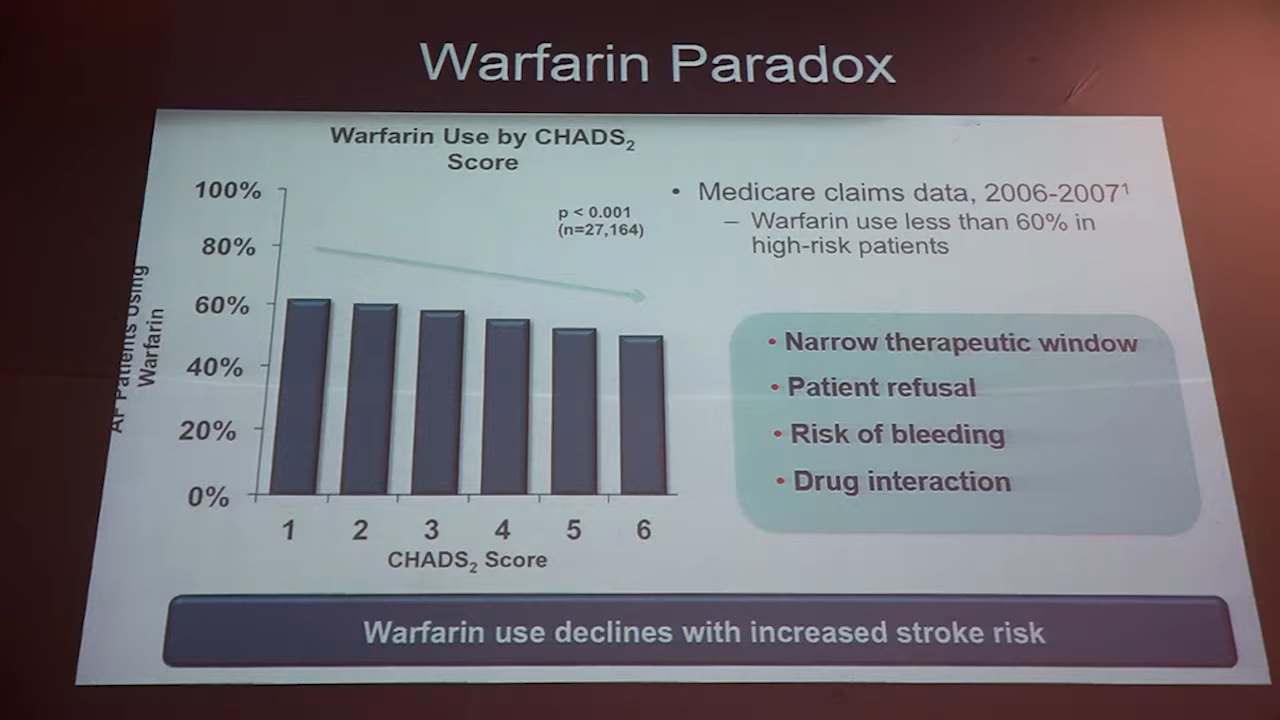 Warfarin Paradox
Warfarin Use by CHADS₂
Score
100%
80%
60%
40%
20%
0%
AF Patients Using
Warfarin
p < 0.001
(n=27,164)
1 2 3 4 5 6
CHADS₂ Score
• Medicare claims data, 2006-2007¹
– Warfarin use less than 60% in
high-risk patients
• Narrow therapeutic window
• Patient refusal
• Risk of bleeding
• Drug interaction
Warfarin use declines with increased stroke risk